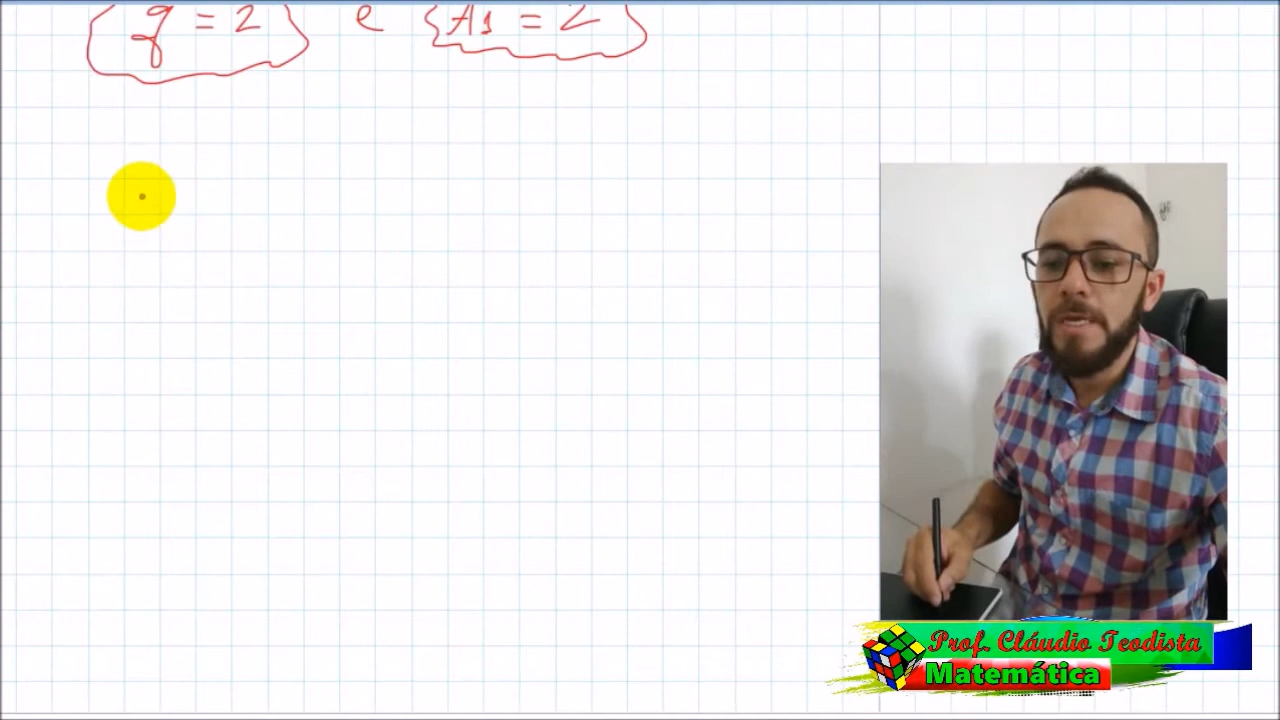 q = 2 e A1 = 2
Prof. Cláudio Teodista
Matemática